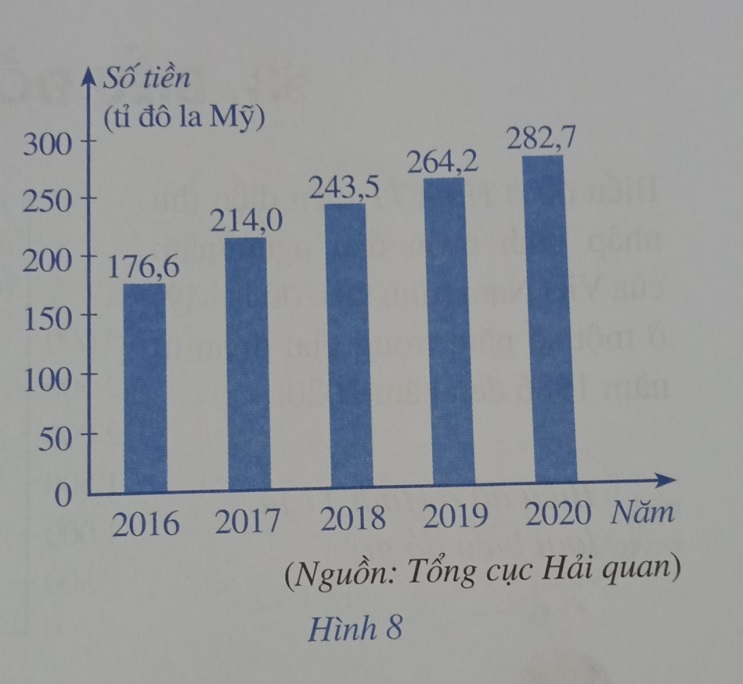 Số tiền
(tỉ đô la Mỹ)
300
250
200
150
100
50
0
176,6
214,0
243,5
264,2
282,7
2016 2017 2018 2019 2020 Năm
(Nguồn: Tổng cục Hải quan)
Hình 8